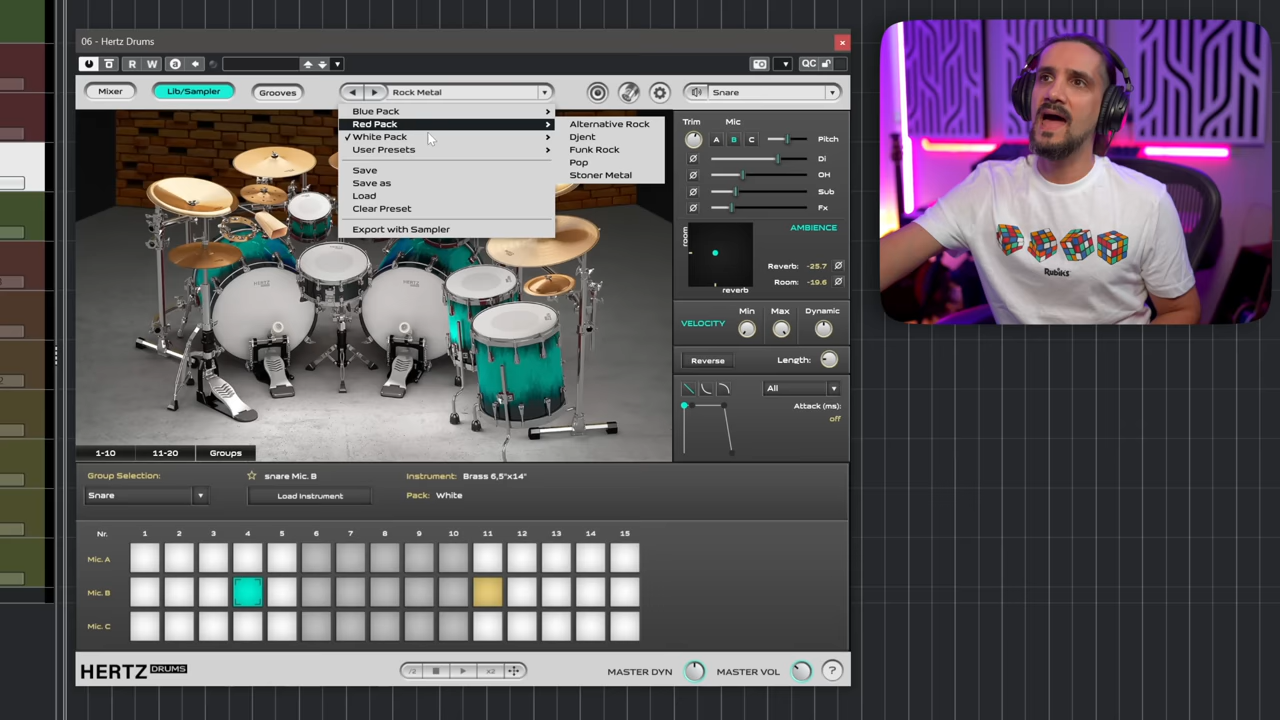 06 - Hertz Drums
R W QC
Mixer Lib/Sampler Grooves Rock Metal Snare
Blue Pack
Red Pack
✓ White Pack
User Presets
Save
Save as
Load
Clear Preset
Export with Sampler
Alternative Rock
Djent
Funk Rock
Pop
Stoner Metal
Trim Mic
A B C Pitch
Di
OH
Sub
Fx
AMBIENCE
room
Reverb: -25.7
Room: -19.6
reverb
Min Max Dynamic
VELOCITY
Reverse Length:
All
Attack (ms):
off
1-10 11-20 Groups
Group Selection: snare Mic. B Instrument: Brass 6,5"x14"
Snare Load Instrument Pack: White
Nr. 1 2 3 4 5 6 7 8 9 10 11 12 13 14 15
Mic. A
Mic. B
Mic. C
HERTZ DRUMS /2 x2 MASTER DYN MASTER VOL ?
Rubik's